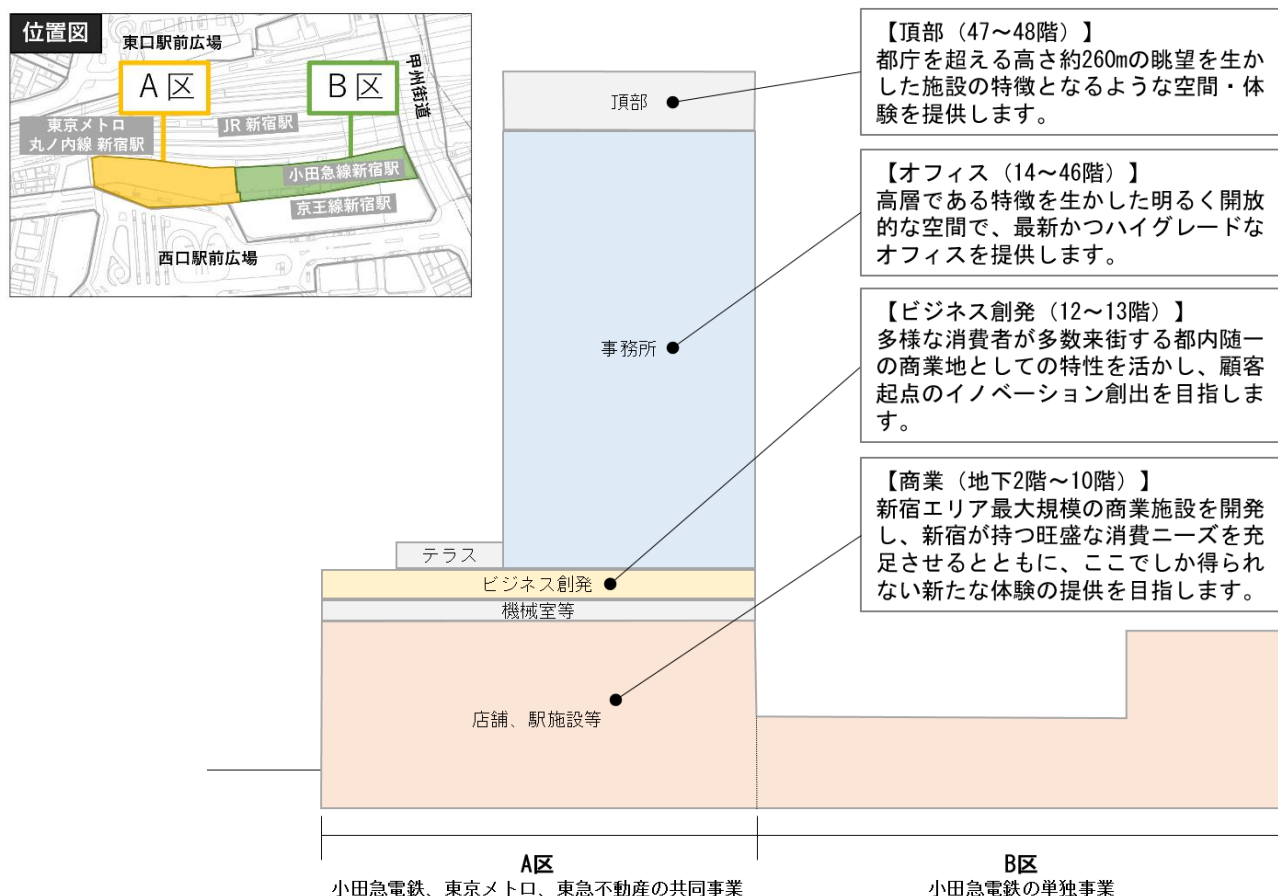 位置図
東口駅前広場
甲州街道
A区
B区
東京メトロ
丸ノ内線 新宿駅
JR 新宿駅
小田急線新宿駅
京王線新宿駅
西口駅前広場
頂部
事務所
テラス
ビジネス創発
機械室等
店舗、駅施設等
【頂部（47～48階）】
都庁を超える高さ約260mの眺望を生か
した施設の特徴となるような空間・体
験を提供します。
【オフィス（14～46階）】
高層である特徴を生かした明るく開放
的な空間で、最新かつハイグレードな
オフィスを提供します。
【ビジネス創発（12～13階）】
多様な消費者が多数来街する都内随一
の商業地としての特性を活かし、顧客
起点のイノベーション創出を目指しま
す。
【商業（地下2階～10階）】
新宿エリア最大規模の商業施設を開発
し、新宿が持つ旺盛な消費ニーズを充
足させるとともに、ここでしか得られ
ない新たな体験の提供を目指します。
A区
小田急電鉄、東京メトロ、東急不動産の共同事業
B区
小田急電鉄の単独事業